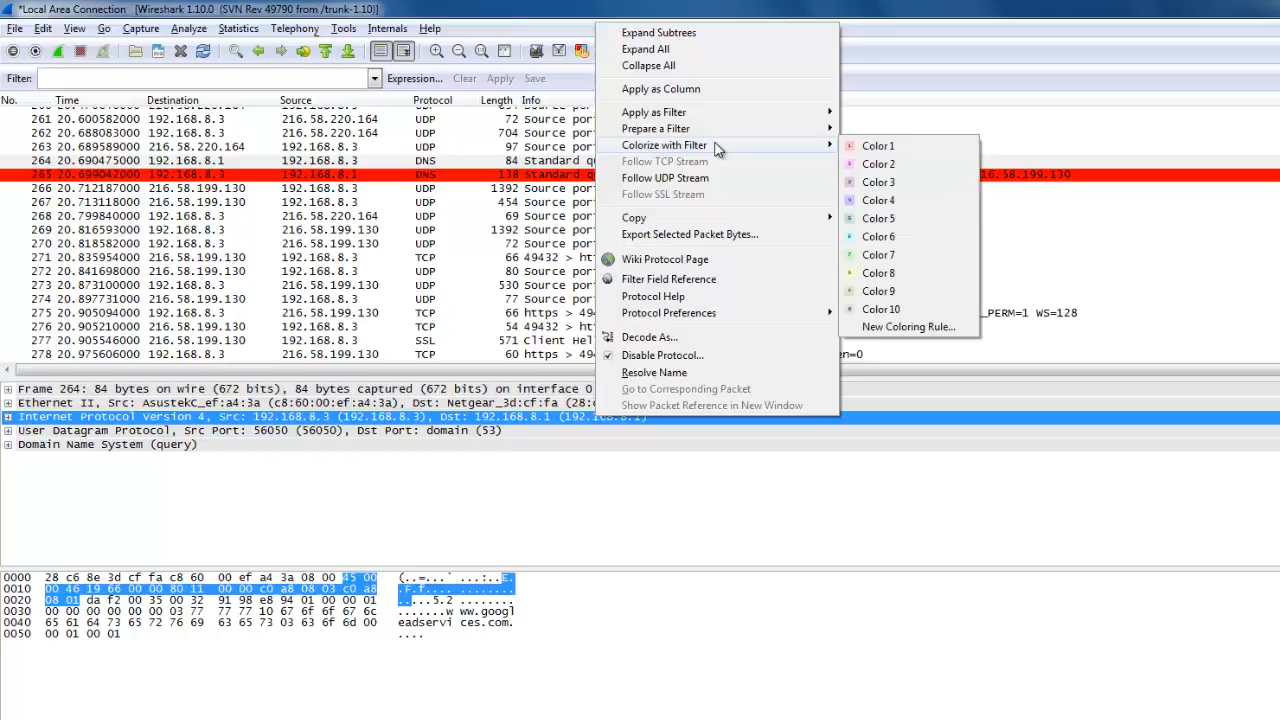 *Local Area Connection [Wireshark 1.10.0 (SVN Rev 49790 from /trunk-1.10)]
File Edit View Go Capture Analyze Statistics Telephony Tools Internals Help
Filter: Expression... Clear Apply Save
No. Time Destination Source Protocol Length Info
261 20.600582000 192.168.8.3 216.58.220.164 UDP 72 Source por
262 20.688083000 192.168.8.3 216.58.220.164 UDP 704 Source por
263 20.689589000 216.58.220.164 192.168.8.3 UDP 97 Source por
264 20.690475000 192.168.8.1 192.168.8.3 DNS 84 Standard q
265 20.699042000 192.168.8.3 192.168.8.1 DNS 138 Standard q 16.58.199.130
266 20.712187000 192.168.8.3 UDP 1392 Source por
267 20.713118000 192.168.8.3 UDP 454 Source por
268 20.799840000 192.168.8.3 216.58.220.164 UDP 69 Source por
269 20.816593000 192.168.8.3 216.58.199.130 UDP 1392 Source por
270 20.818582000 192.168.8.3 216.58.199.130 UDP 72 Source por
271 20.835954000 216.58.199.130 192.168.8.3 TCP 66 49432 > ht
272 20.841698000 216.58.199.130 192.168.8.3 UDP 80 Source por
273 20.873100000 192.168.8.3 216.58.199.130 UDP 530 Source por
274 20.897731000 216.58.199.130 192.168.8.3 UDP 77 Source por
275 20.905094000 192.168.8.3 216.58.199.130 TCP 66 https > 49 _PERM=1 WS=128
276 20.905210000 216.58.199.130 192.168.8.3 TCP 54 49432 > ht
277 20.905546000 216.58.199.130 192.168.8.3 SSL 571 Client Hel
278 20.975606000 192.168.8.3 216.58.199.130 TCP 60 https > 49 en=0
Expand Subtrees
Expand All
Collapse All
Apply as Column
Apply as Filter
Prepare a Filter
Colorize with Filter
Follow TCP Stream
Follow UDP Stream
Follow SSL Stream
Copy
Export Selected Packet Bytes...
Wiki Protocol Page
Filter Field Reference
Protocol Help
Protocol Preferences
Decode As...
Disable Protocol...
Resolve Name
Go to Corresponding Packet
Show Packet Reference in New Window
Color 1
Color 2
Color 3
Color 4
Color 5
Color 6
Color 7
Color 8
Color 9
Color 10
New Coloring Rule...
Frame 264: 84 bytes on wire (672 bits), 84 bytes captured (672 bits) on interface 0
Ethernet II, Src: AsustekC_ef:a4:3a (c8:60:00:ef:a4:3a), Dst: Netgear_3d:cf:fa (28:c
Internet Protocol Version 4, Src: 192.168.8.3 (192.168.8.3), Dst: 192.168.8.1 (192.168.8.1)
User Datagram Protocol, Src Port: 56050 (56050), Dst Port: domain (53)
Domain Name System (query)
0000 28 c6 8e 3d cf fa c8 60 00 ef a4 3a 08 00 45 00 (..=...` ...:..E.
0010 00 46 19 66 00 00 80 11 00 00 c0 a8 08 03 c0 a8 .F.f.... ........
0020 08 01 da f2 00 35 00 32 91 98 e8 94 01 00 00 01 .....5.2 ........
0030 00 00 00 00 00 00 03 77 77 77 10 67 6f 6f 67 6c .......w ww.googl
0040 65 61 64 73 65 72 76 69 63 65 73 03 63 6f 6d 00 eadservi ces.com.
0050 00 01 00 01 ....